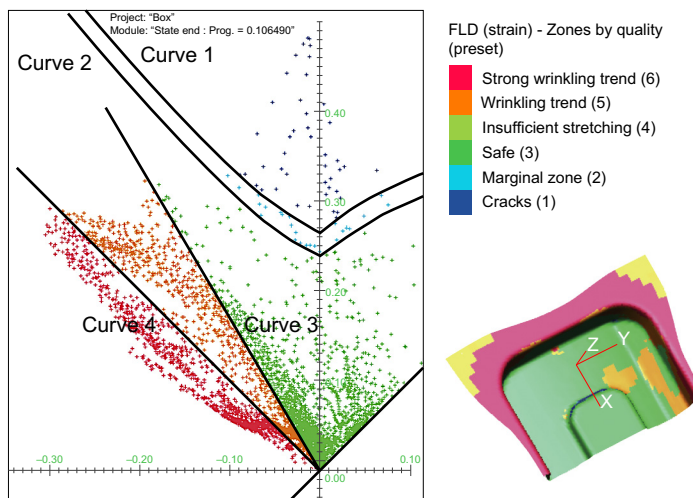 Project: “Box”
Module: “State end : Prog. = 0.106490”
Curve 1
Curve 2
0.40
0.30
0.20
Curve 4
Curve 3
−0.30
−0.20
−0.10
0.00
0.10
FLD (strain) - Zones by quality
(preset)
Strong wrinkling trend (6)
Wrinkling trend (5)
Insufficient stretching (4)
Safe (3)
Marginal zone (2)
Cracks (1)
Z
Y
X